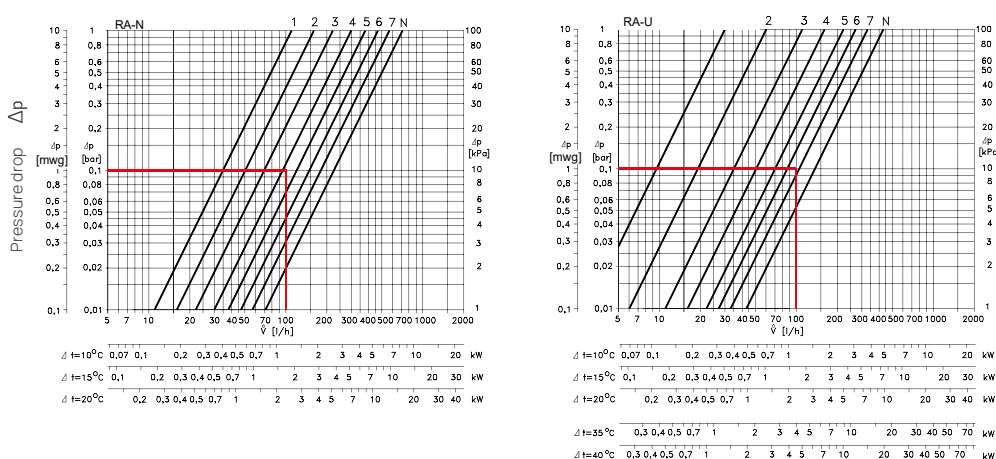 RA-N
1 2 3 4 5 6 7 N
10 1 100
8 0,8 80
6 0,6 60
5 0,5 50
4 0,4 40
3 0,3 30
2 0,2 20
Δp Δp Δp
[mwg] [bar] [kPa]
1 0,1 10
0,8 0,08 8
0,6 0,06 6
0,5 0,05 5
0,4 0,04 4
0,3 0,03 3
0,2 0,02 2
0,1 0,01 1
Pressure drop Δp
5 7 10 20 30 40 50 70 100 200 300 400 500 700 1000 2000
V̇ [l/h]
Δ t=10°C 0,07 0,1 0,2 0,3 0,4 0,5 0,7 1 2 3 4 5 7 10 20 kW
Δ t=15°C 0,1 0,2 0,3 0,4 0,5 0,7 1 2 3 4 5 7 10 20 30 kW
Δ t=20°C 0,2 0,3 0,4 0,5 0,7 1 2 3 4 5 7 10 20 30 40 kW
RA-U
2 3 4 5 6 7 N
10 1 100
8 0,8 80
6 0,6 60
5 0,5 50
4 0,4 40
3 0,3 30
2 0,2 20
Δp Δp Δp
[mwg] [bar] [kPa
1 0,1 10
0,8 0,08 8
0,6 0,06 6
0,5 0,05 5
0,4 0,04 4
0,3 0,03 3
0,2 0,02 2
0,1 0,01 1
5 7 10 20 30 40 50 70 100 200 300 400 500 700 1000 2000
V̇ [l/h]
Δ t=10°C 0,07 0,1 0,2 0,3 0,4 0,5 0,7 1 2 3 4 5 7 10 20 kW
Δ t=15°C 0,1 0,2 0,3 0,4 0,5 0,7 1 2 3 4 5 7 10 20 30 kW
Δ t=20°C 0,2 0,3 0,4 0,5 0,7 1 2 3 4 5 7 10 20 30 40 kW
Δ t=35°C 0,3 0,4 0,5 0,7 1 2 3 4 5 7 10 20 30 40 50 70 kW
Δ t=40°C 0,3 0,4 0,5 0,7 1 2 3 4 5 7 10 20 30 40 50 70 kW